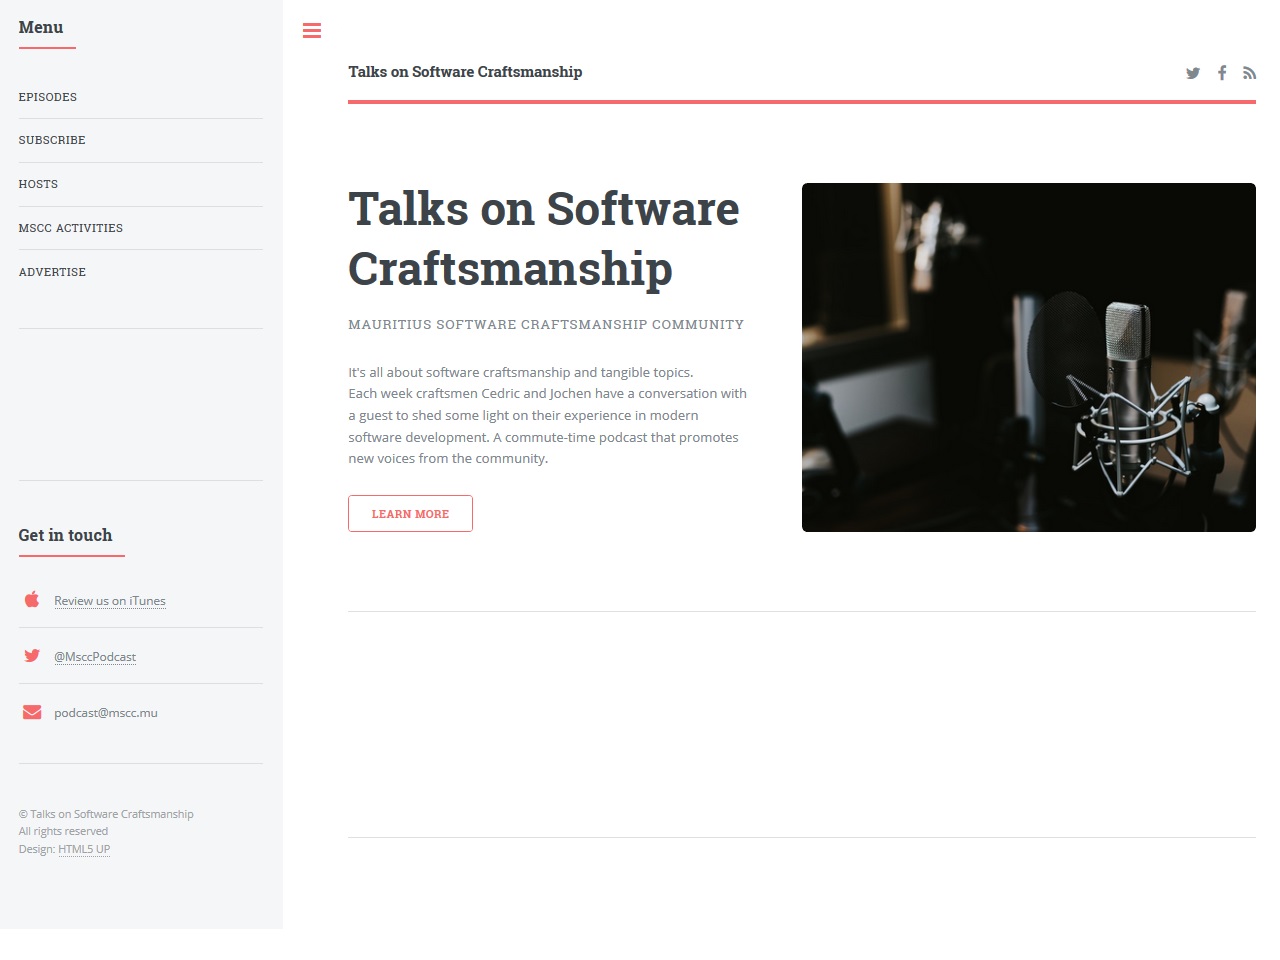 Menu
EPISODES
SUBSCRIBE
HOSTS
MSCC ACTIVITIES
ADVERTISE
Get in touch
Review us on iTunes
@MsccPodcast
podcast@mscc.mu
© Talks on Software Craftsmanship
All rights reserved
Design: HTML5 UP
Talks on Software Craftsmanship
Talks on Software
Craftsmanship
MAURITIUS SOFTWARE CRAFTSMANSHIP COMMUNITY
It's all about software craftsmanship and tangible topics.
Each week craftsmen Cedric and Jochen have a conversation with
a guest to shed some light on their experience in modern
software development. A commute-time podcast that promotes
new voices from the community.
LEARN MORE